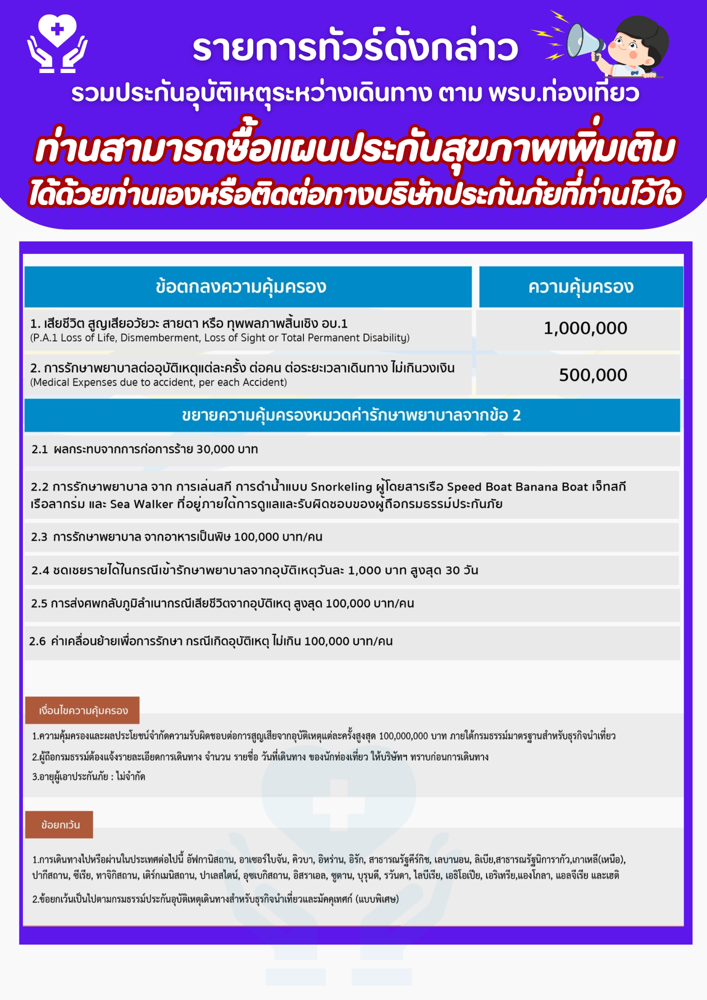 รายการทัวร์ดังกล่าว
รวมประกันอุบัติเหตุระหว่างเดินทาง ตาม พรบ.ท่องเที่ยว
ท่านสามารถซื้อแผนประกันสุขภาพเพิ่มเติม
ได้ด้วยท่านเองหรือติดต่อทางบริษัทประกันภัยที่ท่านไว้ใจ
ข้อตกลงความคุ้มครอง
ความคุ้มครอง
1. เสียชีวิต สูญเสียอวัยวะ สายตา หรือ ทุพพลภาพสิ้นเชิง อบ.1
(P.A.1 Loss of Life, Dismemberment, Loss of Sight or Total Permanent Disability)
1,000,000
2. การรักษาพยาบาลต่ออุบัติเหตุแต่ละครั้ง ต่อคน ต่อระยะเวลาเดินทาง ไม่เกินวงเงิน
(Medical Expenses due to accident, per each Accident)
500,000
ขยายความคุ้มครองหมวดค่ารักษาพยาบาลจากข้อ 2
2.1 ผลกระทบจากการก่อการร้าย 30,000 บาท
2.2 การรักษาพยาบาล จาก การเล่นสกี การดำน้ำแบบ Snorkeling ผู้โดยสารเรือ Speed Boat Banana Boat เจ็ทสกี
เรือลากร่ม และ Sea Walker ที่อยู่ภายใต้การดูแลและรับผิดชอบของผู้ถือกรมธรรม์ประกันภัย
2.3 การรักษาพยาบาล จากอาหารเป็นพิษ 100,000 บาท/คน
2.4 ชดเชยรายได้ในกรณีเข้ารักษาพยาบาลจากอุบัติเหตุวันละ 1,000 บาท สูงสุด 30 วัน
2.5 การส่งศพกลับภูมิลำเนากรณีเสียชีวิตจากอุบัติเหตุ สูงสุด 100,000 บาท/คน
2.6 ค่าเคลื่อนย้ายเพื่อการรักษา กรณีเกิดอุบัติเหตุ ไม่เกิน 100,000 บาท/คน
เงื่อนไขความคุ้มครอง
1.ความคุ้มครองและผลประโยชน์จำกัดความรับผิดชอบต่อการสูญเสียจากอุบัติเหตุแต่ละครั้งสูงสุด 100,000,000 บาท ภายใต้กรมธรรม์มาตรฐานสำหรับธุรกิจนำเที่ยว
2.ผู้ถือกรมธรรม์ต้องแจ้งรายละเอียดการเดินทาง จำนวน รายชื่อ วันที่เดินทาง ของนักท่องเที่ยว ให้บริษัทฯ ทราบก่อนการเดินทาง
3.อายุผู้เอาประกันภัย : ไม่จำกัด
ข้อยกเว้น
1.การเดินทางไปหรือผ่านในประเทศต่อไปนี้ อัฟกานิสถาน, อาเซอร์ไบจัน, คิวบา, อิหร่าน, อิรัก, สาธารณรัฐคีร์กิช, เลบานอน, ลิเบีย,สาธารณรัฐนิการากัว,เกาหลี(เหนือ),
ปากีสถาน, ซีเรีย, ทาจิกิสถาน, เติร์กเมนิสถาน, ปาเลสไตน์, อุซเบกิสถาน, อิสราเอล, ซูดาน, บุรุนดี, รวันดา, ไลบีเรีย, เอธิโอเปีย, เอริเทรีย,แองโกลา, แอลจีเรีย และเฮติ
2.ข้อยกเว้นเป็นไปตามกรมธรรม์ประกันอุบัติเหตุเดินทางสำหรับธุรกิจนำเที่ยวและมัคคุเทศก์ (แบบพิเศษ)